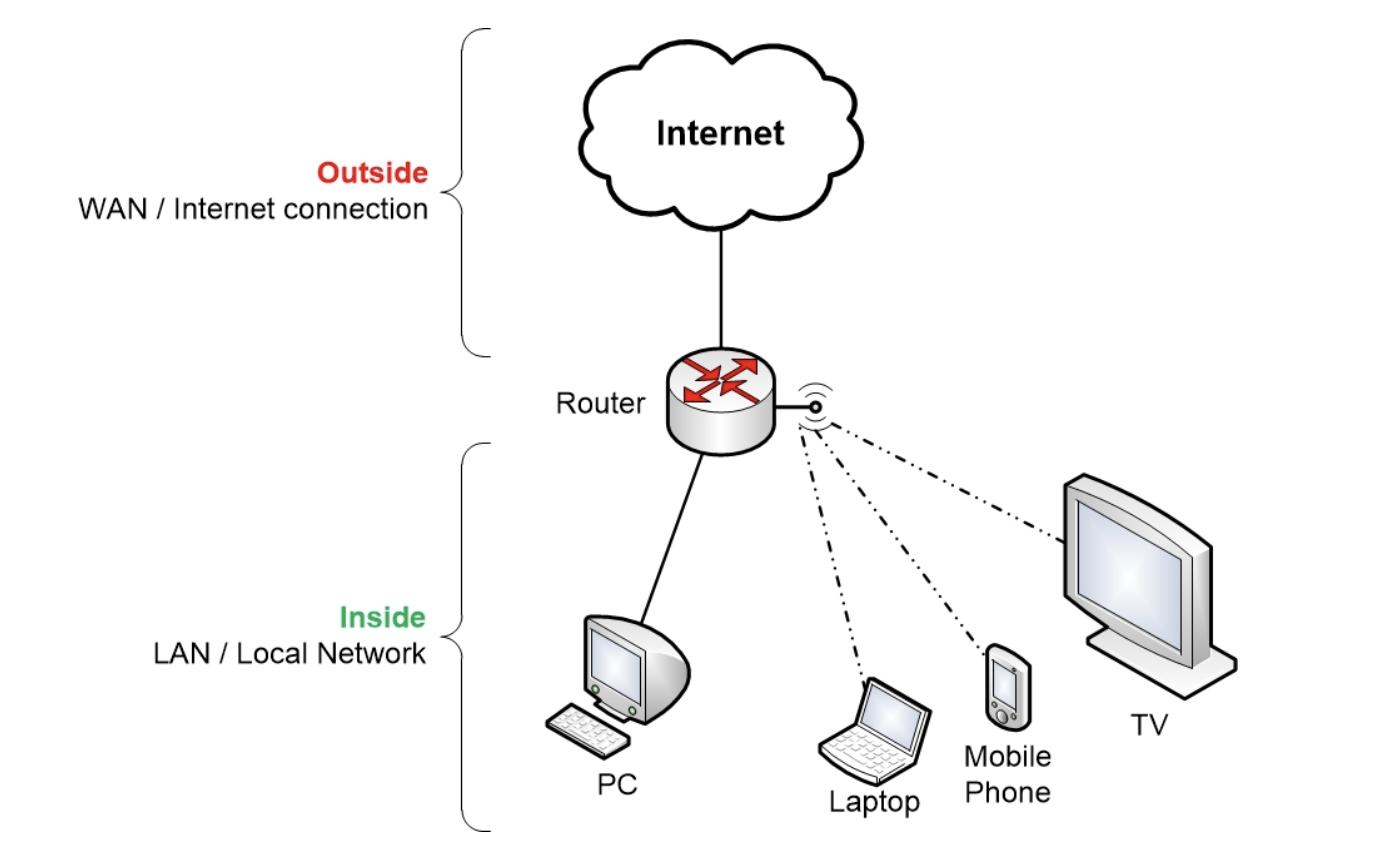 Internet
Outside
WAN / Internet connection
Router
Inside
LAN / Local Network
PC
Laptop
Mobile
Phone
TV